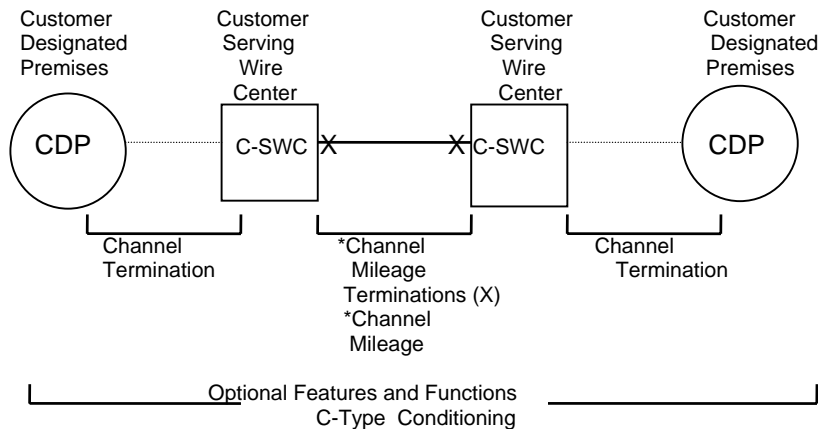 Customer
Designated
Premises
Customer
Serving
Wire
Center
Customer
Serving
Wire
Center
Customer
Designated
Premises
CDP
C-SWC
X
X
C-SWC
CDP
Channel
Termination
*Channel
Mileage
Terminations (X)
*Channel
Mileage
Channel
Termination
Optional Features and Functions
C-Type Conditioning